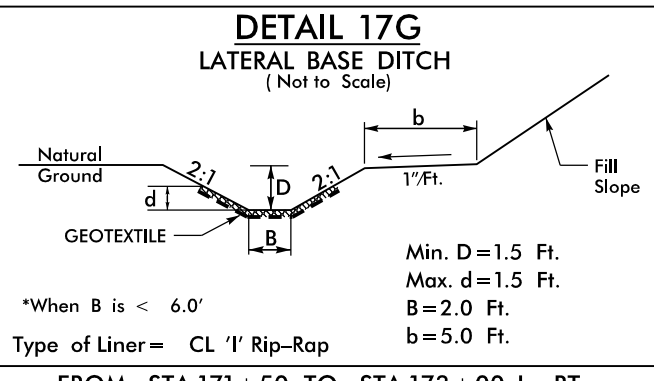 DETAIL 17G
LATERAL BASE DITCH
( Not to Scale)
b
Natural
Ground
2:1
D
2:1
1"/Ft.
Fill
Slope
d
GEOTEXTILE
B
Min. D=1.5 Ft.
Max. d=1.5 Ft.
*When B is < 6.0'
B=2.0 Ft.
Type of Liner= CL 'I' Rip-Rap
b=5.0 Ft.